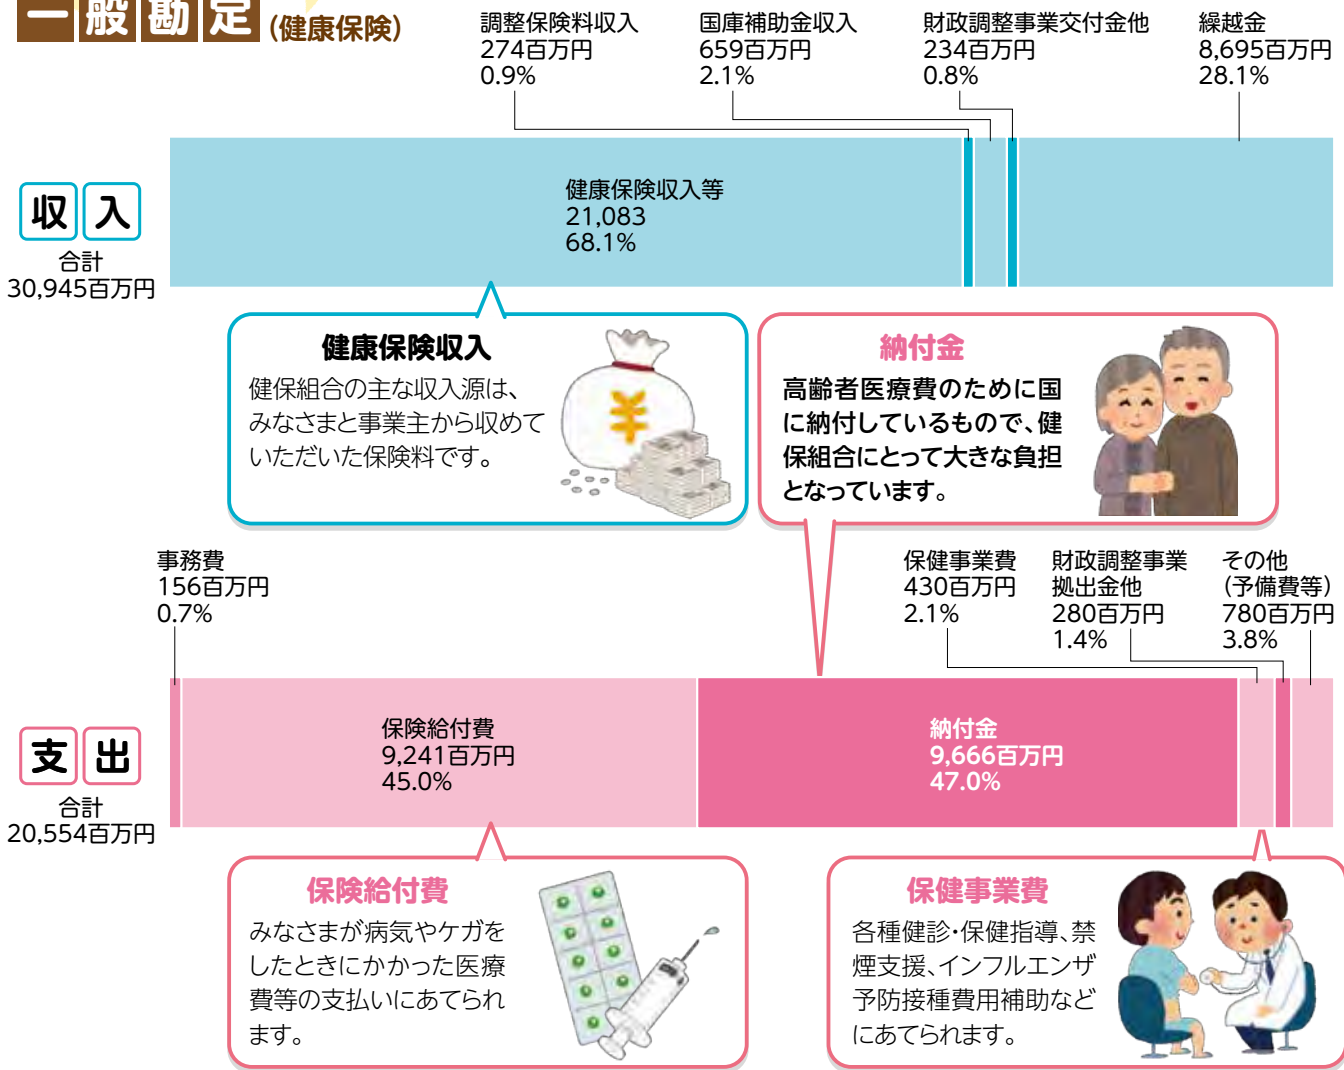 一般勘定(健康保険)
調整保険料収入
274百万円
0.9%
国庫補助金収入
659百万円
2.1%
財政調整事業交付金他
234百万円
0.8%
繰越金
8,695百万円
28.1%
収入
合計
30,945百万円
健康保険収入等
21,083
68.1%
健康保険収入
健保組合の主な収入源は、
みなさまと事業主から収めて
いただいた保険料です。
納付金
高齢者医療費のために国
に納付しているもので、健
保組合にとって大きな負担
となっています。
事務費
156百万円
0.7%
保健事業費
430百万円
2.1%
財政調整事業
拠出金他
280百万円
1.4%
その他
(予備費等)
780百万円
3.8%
支出
合計
20,554百万円
保険給付費
9,241百万円
45.0%
納付金
9,666百万円
47.0%
保険給付費
みなさまが病気やケガを
したときにかかった医療
費等の支払いにあてられ
ます。
保健事業費
各種健診・保健指導、禁
煙支援、インフルエンザ
予防接種費用補助など
にあてられます。